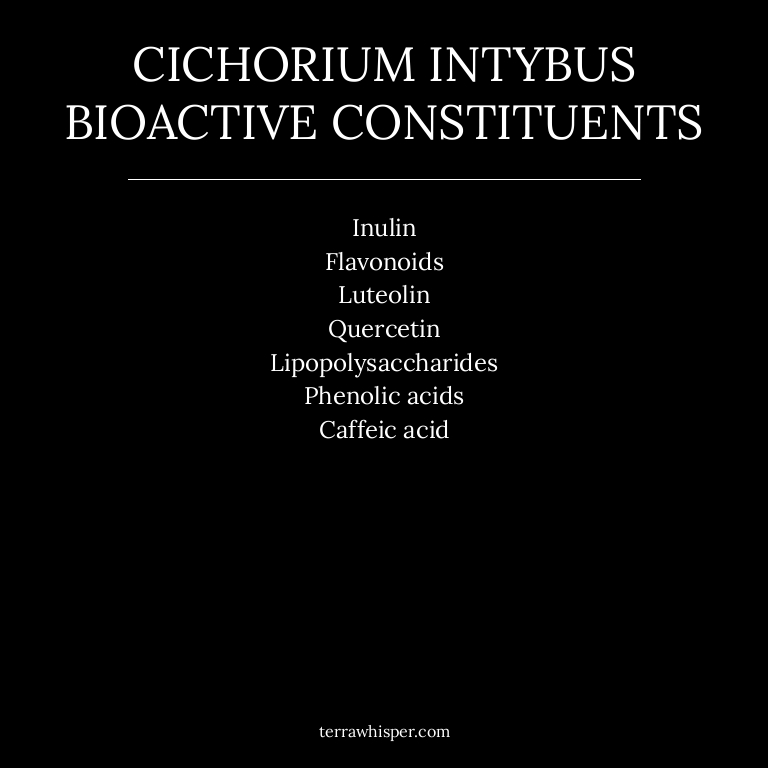 CICHORIUM INTYBUS
BIOACTIVE CONSTITUENTS
Inulin
Flavonoids
Luteolin
Quercetin
Lipopolysaccharides
Phenolic acids
Caffeic acid
terrawhisper.com